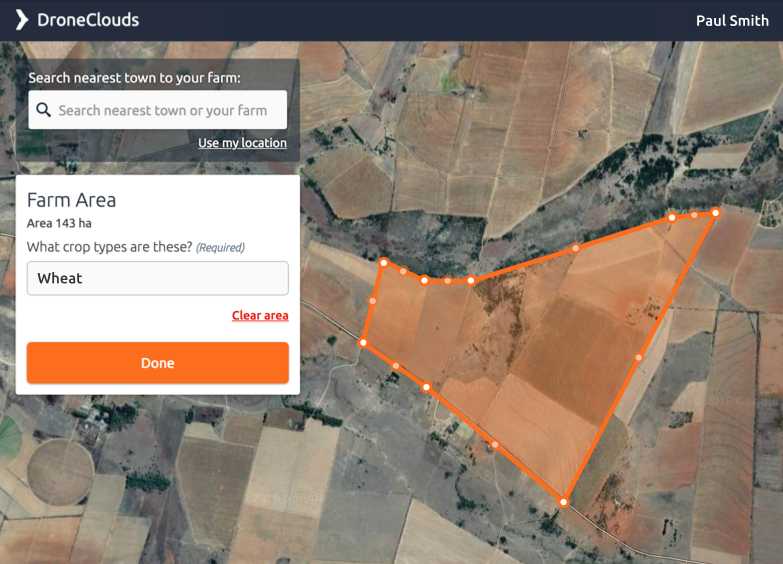 DroneClouds
Paul Smith
Search nearest town to your farm:
Search nearest town or your farm
Use my location
Farm Area
Area 143 ha
What crop types are these? (Required)
Wheat
Clear area
Done